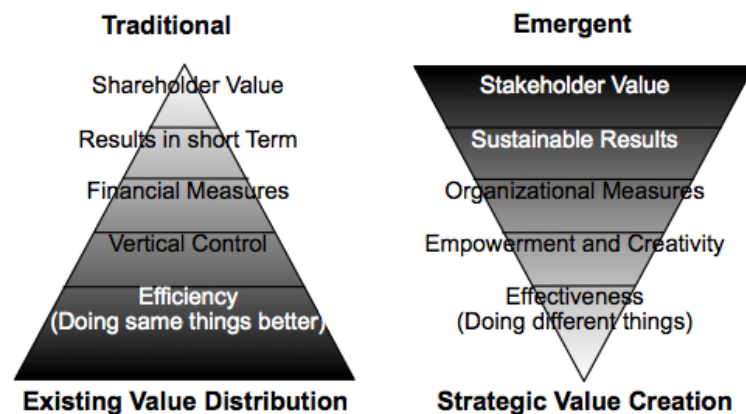 Traditional
Shareholder Value
Results in short Term
Financial Measures
Vertical Control
Efficiency
(Doing same things better)
Existing Value Distribution
Emergent
Stakeholder Value
Sustainable Results
Organizational Measures
Empowerment and Creativity
Effectiveness
(Doing different things)
Strategic Value Creation